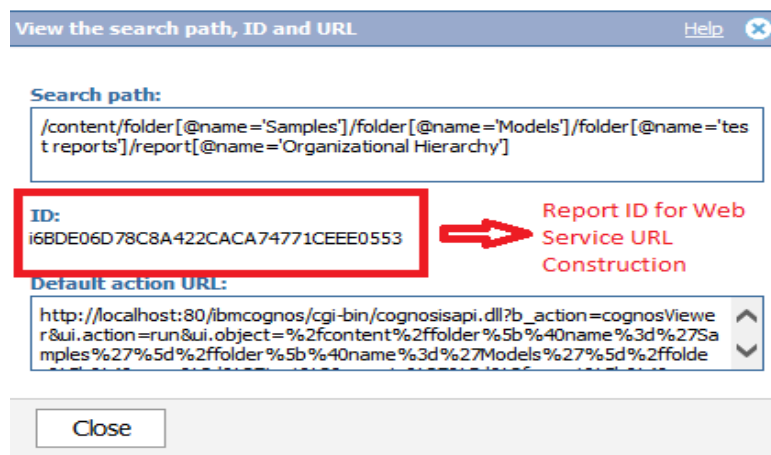 View the search path, ID and URL
Help
Search path:
/content/folder[@name='Samples']/folder[@name='Models']/folder[@name='tes
t reports']/report[@name='Organizational Hierarchy']
ID:
i6BDE06D78C8A422CACA74771CEEE0553
Report ID for Web
Service URL
Construction
Default action URL:
http://localhost:80/ibmcognos/cgi-bin/cognosisapi.dll?b_action=cognosViewe
r&ui.action=run&ui.object=%2fcontent%2ffolder%5b%40name%3d%27Sa
mples%27%5d%2ffolder%5b%40name%3d%27Models%27%5d%2ffolde
Close